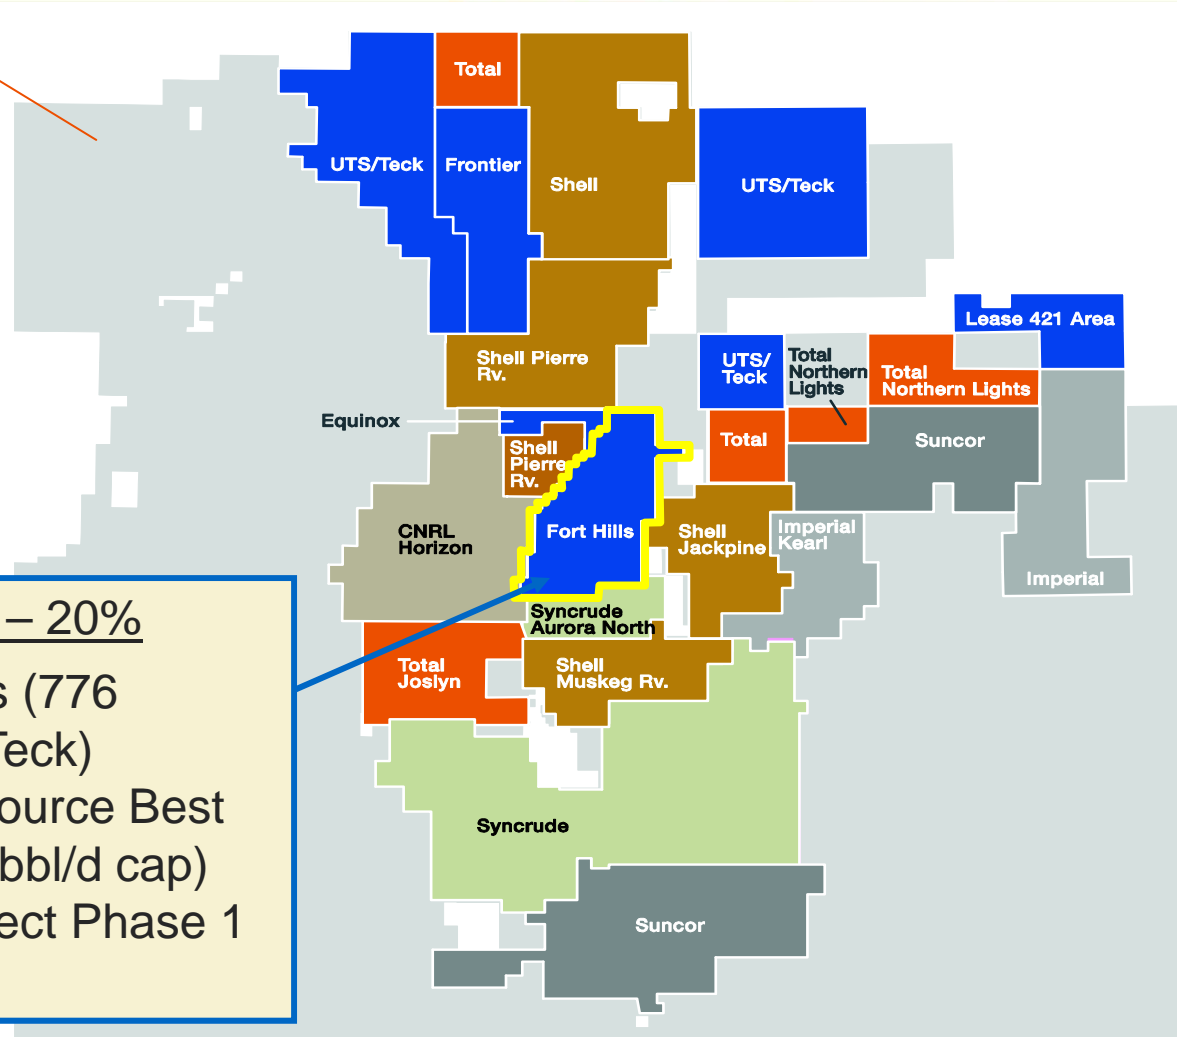 Total
UTS/Teck
Frontier
Shell
UTS/Teck
Lease 421 Area
Shell Pierre
Rv.
UTS/
Teck
Total
Northern
Lights
Total
Northern Lights
Equinox
Shell
Pierre
Rv.
Total
Suncor
CNRL
Horizon
Fort Hills
Shell
Jackpine
Imperial
Kearl
Imperial
Syncrude
Aurora North
Total
Joslyn
Shell
Muskeg Rv.
Syncrude
Suncor
– 20%
s (776
Teck)
ource Best
bbl/d cap)
ect Phase 1